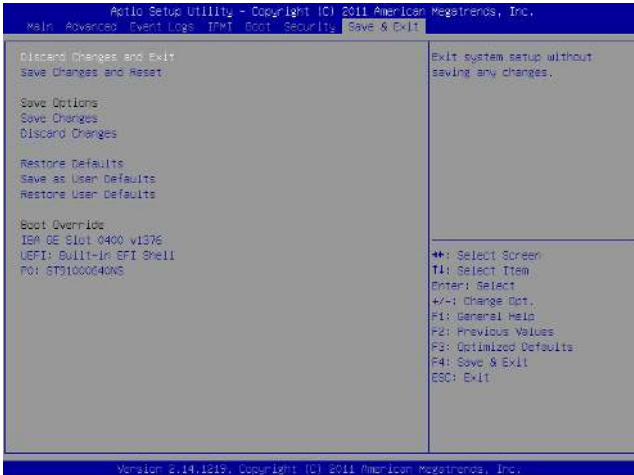 Aptio Setup Utility - Copyright (C) 2011 American Megatrends, Inc.
Main Advanced Event Logs IPMI Boot Security Save & Exit
Discard Changes and Exit
Save Changes and Reset
Save Options
Save Changes
Discard Changes
Restore Defaults
Save as User Defaults
Restore User Defaults
Boot Override
IBA GE Slot 0400 v1376
UEFI: Built-in EFI Shell
P0: ST91000640NS
Exit system setup without
saving any changes.
↔: Select Screen
↑↓: Select Item
Enter: Select
+/-: Change Opt.
F1: General Help
F2: Previous Values
F3: Optimized Defaults
F4: Save & Exit
ESC: Exit
Version 2.14.1219. Copyright (C) 2011 American Megatrends, Inc.